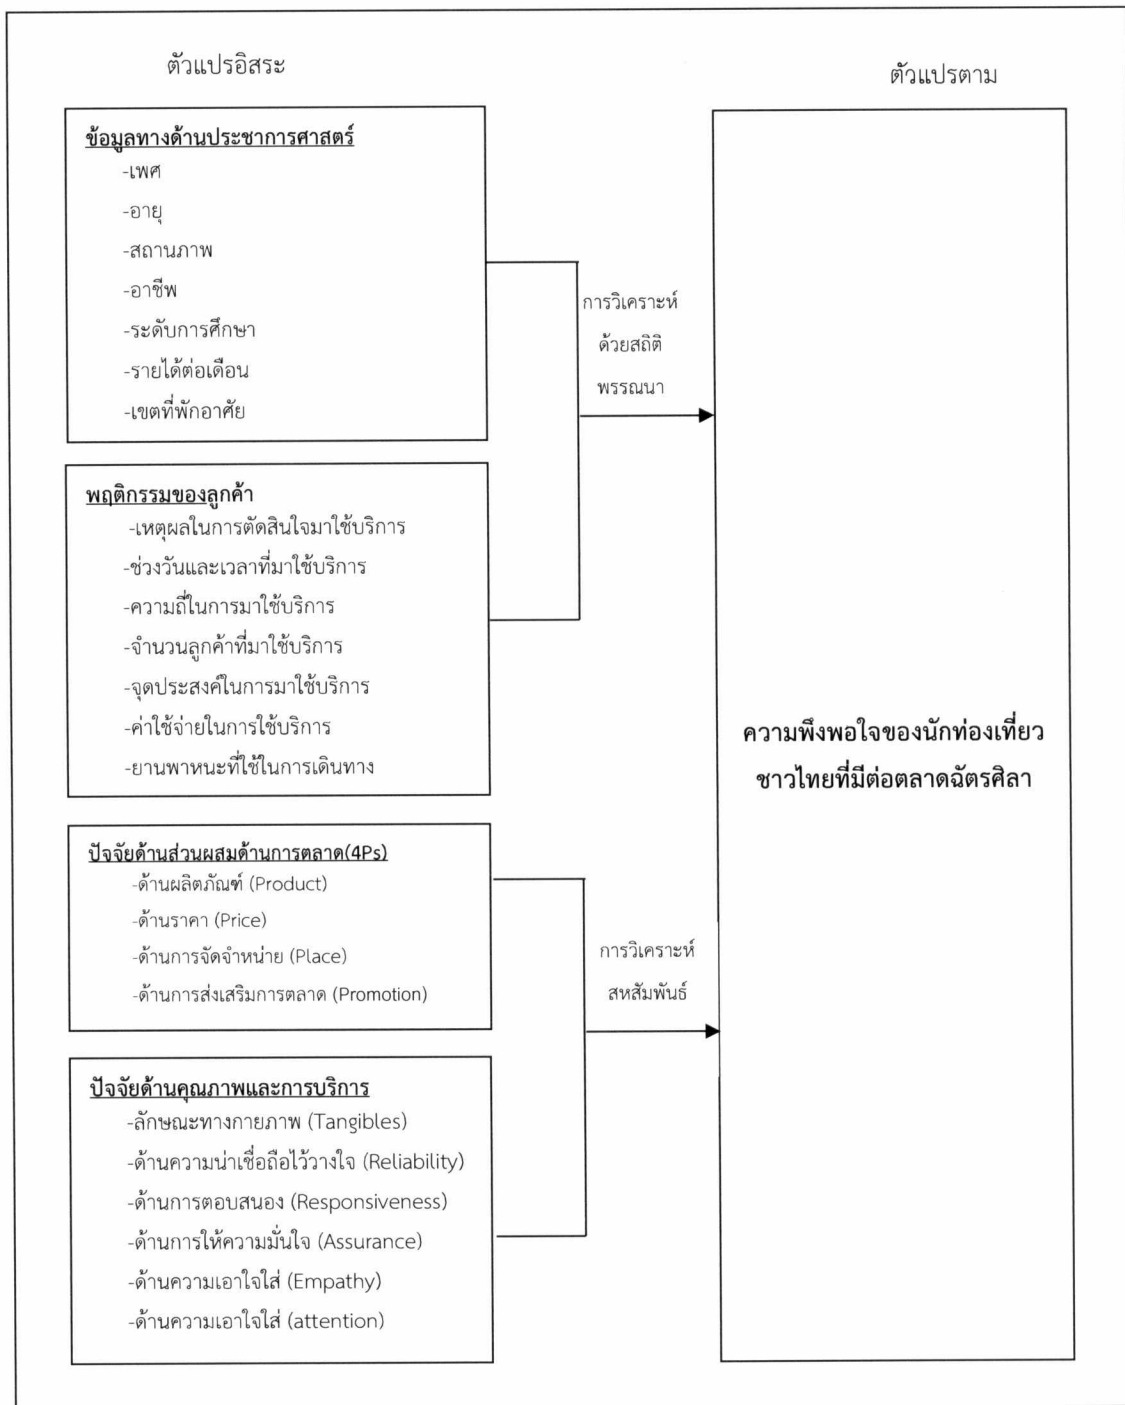 ตัวแปรอิสระ
ตัวแปรตาม
ข้อมูลทางด้านประชาการศาสตร์
-เพศ
-อายุ
-สถานภาพ
-อาชีพ
-ระดับการศึกษา
-รายได้ต่อเดือน
-เขตที่พักอาศัย
การวิเคราะห์
ด้วยสถิติ
พรรณนา
พฤติกรรมของลูกค้า
-เหตุผลในการตัดสินใจมาใช้บริการ
-ช่วงวันและเวลาที่มาใช้บริการ
-ความถี่ในการมาใช้บริการ
-จำนวนลูกค้าที่มาใช้บริการ
-จุดประสงค์ในการมาใช้บริการ
-ค่าใช้จ่ายในการใช้บริการ
-ยานพาหนะที่ใช้ในการเดินทาง
ความพึงพอใจของนักท่องเที่ยว
ชาวไทยที่มีต่อตลาดฉัตรศิลา
ปัจจัยด้านส่วนผสมด้านการตลาด(4Ps)
-ด้านผลิตภัณฑ์ (Product)
-ด้านราคา (Price)
-ด้านการจัดจำหน่าย (Place)
-ด้านการส่งเสริมการตลาด (Promotion)
การวิเคราะห์
สหสัมพันธ์
ปัจจัยด้านคุณภาพและการบริการ
-ลักษณะทางกายภาพ (Tangibles)
-ด้านความน่าเชื่อถือไว้วางใจ (Reliability)
-ด้านการตอบสนอง (Responsiveness)
-ด้านการให้ความมั่นใจ (Assurance)
-ด้านความเอาใจใส่ (Empathy)
-ด้านความเอาใจใส่ (attention)